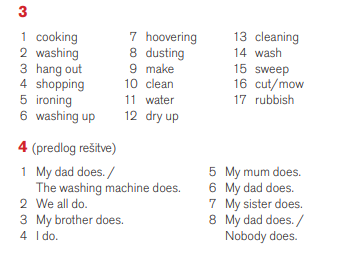 3
1 cooking
2 washing
3 hang out
4 shopping
5 ironing
6 washing up
7 hoovering
8 dusting
9 make
10 clean
11 water
12 dry up
13 cleaning
14 wash
15 sweep
16 cut/mow
17 rubbish
4 (predlog rešitve)
1 My dad does. /
The washing machine does.
2 We all do.
3 My brother does.
4 I do.
5 My mum does.
6 My dad does.
7 My sister does.
8 My dad does. /
Nobody does.